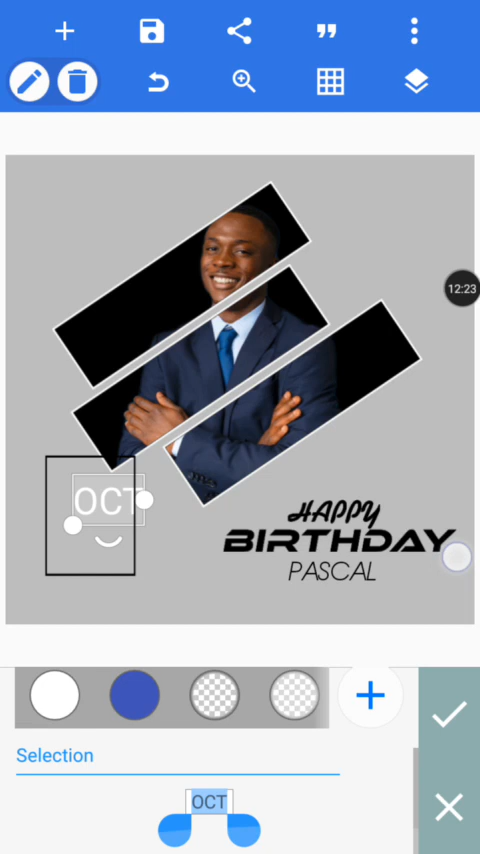 12:23
OCT
HAPPY
BIRTHDAY
PASCAL
Selection
OCT